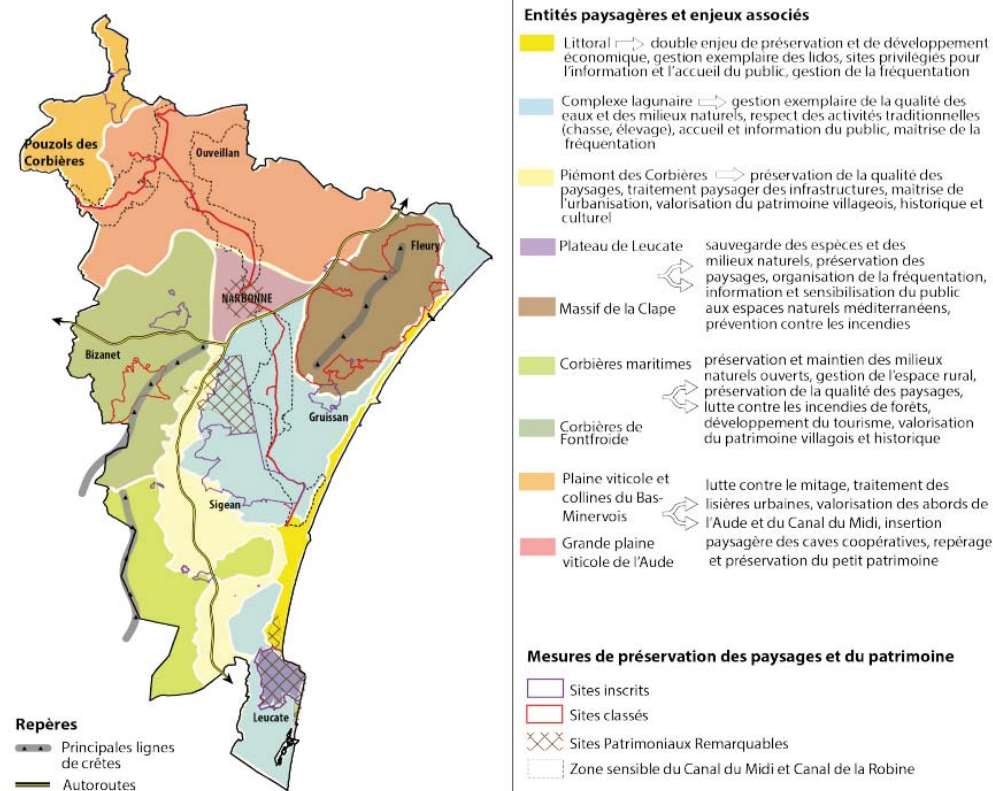 Pouzols des
Corbières
Ouveillan
Fleury
NARBONNE
Bizanet
Gruissan
Sigean
Leucate
Repères
Principales lignes
de crêtes
Autoroutes
Entités paysagères et enjeux associés
Littoral double enjeu de préservation et de développement
économique, gestion exemplaire des lidos, sites privilégiés pour
l'information et l'accueil du public, gestion de la fréquentation
Complexe lagunaire gestion exemplaire de la qualité des
eaux et des milieux naturels, respect des activités traditionnelles
(chasse, élevage), accueil et information du public, maîtrise de la
fréquentation
Piémont des Corbières préservation de la qualité des
paysages, traitement paysager des infrastructures, maîtrise de
l'urbanisation, valorisation du patrimoine villageois, historique et
culturel
Plateau de Leucate
Massif de la Clape
sauvegarde des espèces et des
milieux naturels, préservation des
paysages, organisation de la fréquentation,
information et sensibilisation du public
aux espaces naturels méditerranéens,
prévention contre les incendies
Corbières maritimes
Corbières de
Fontfroide
préservation et maintien des milieux
naturels ouverts, gestion de l'espace rural,
préservation de la qualité des paysages,
lutte contre les incendies de forêts,
développement du tourisme, valorisation
du patrimoine villagois et historique
Plaine viticole et
collines du Bas-
Minervois
Grande plaine
viticole de l'Aude
lutte contre le mitage, traitement des
lisières urbaines, valorisation des abords de
l'Aude et du Canal du Midi, insertion
paysagère des caves coopératives, repérage
et préservation du petit patrimoine
Mesures de préservation des paysages et du patrimoine
Sites inscrits
Sites classés
Sites Patrimoniaux Remarquables
Zone sensible du Canal du Midi et Canal de la Robine